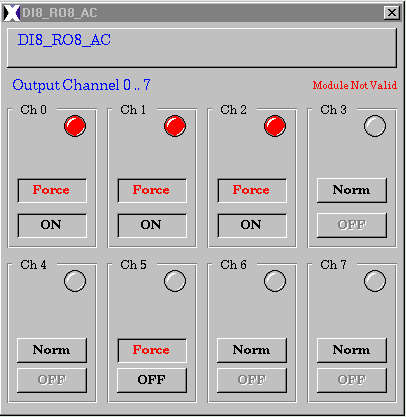 DI8_RO8_AC
DI8_RO8_AC
Output Channel 0 .. 7 Module Not Valid
Ch 0 Ch 1 Ch 2 Ch 3
Force Force Force Norm
ON ON ON OFF
Ch 4 Ch 5 Ch 6 Ch 7
Norm Force Norm Norm
OFF OFF OFF OFF